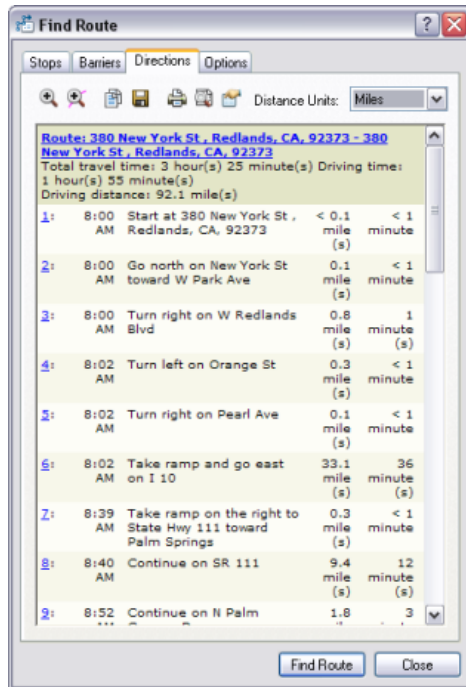 Find Route
Stops Barriers Directions Options
Distance Units: Miles
Route: 380 New York St , Redlands, CA, 92373 - 380
New York St , Redlands, CA, 92373
Total travel time: 3 hour(s) 25 minute(s) Driving time:
1 hour(s) 55 minute(s)
Driving distance: 92.1 mile(s)
1: 8:00 Start at 380 New York St , < 0.1 < 1
AM Redlands, CA, 92373 mile minute
(s)
2: 8:00 Go north on New York St 0.1 < 1
AM toward W Park Ave mile minute
(s)
3: 8:00 Turn right on W Redlands 0.8 1
AM Blvd mile minute
(s) (s)
4: 8:02 Turn left on Orange St 0.3 < 1
AM mile minute
(s)
5: 8:02 Turn right on Pearl Ave 0.1 < 1
AM mile minute
(s)
6: 8:02 Take ramp and go east 33.1 36
AM on I 10 mile minute
(s) (s)
7: 8:39 Take ramp on the right to 0.3 < 1
AM State Hwy 111 toward mile minute
Palm Springs (s)
8: 8:40 Continue on SR 111 9.4 12
AM mile minute
(s) (s)
9: 8:52 Continue on N Palm 1.8 3
Find Route Close